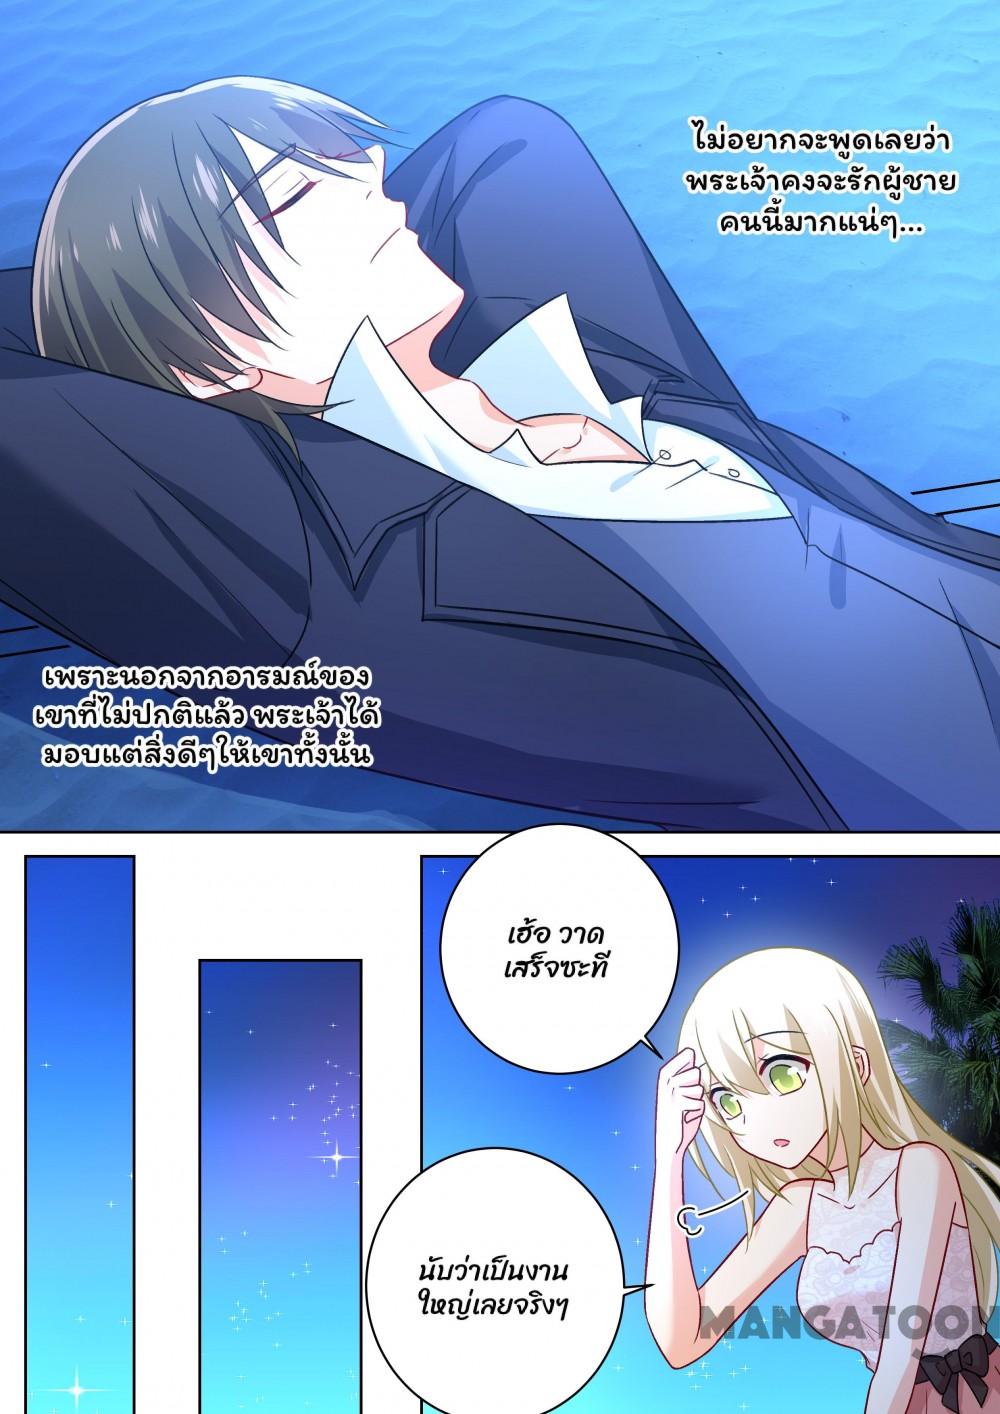 ไม่อยากจะพูดเลยว่า
พระเจ้าคงจะรักผู้ชาย
คนนี้มากแน่ๆ...
เพราะนอกจากอารมณ์ของ
เขาที่ไม่ปกติแล้ว พระเจ้าได้
มอบแต่สิ่งดีๆให้เขาทั้งนั้น
เฮ้อ วาด
เสร็จซะที
นับว่าเป็นงาน
ใหญ่เลยจริงๆ
MANGATOON